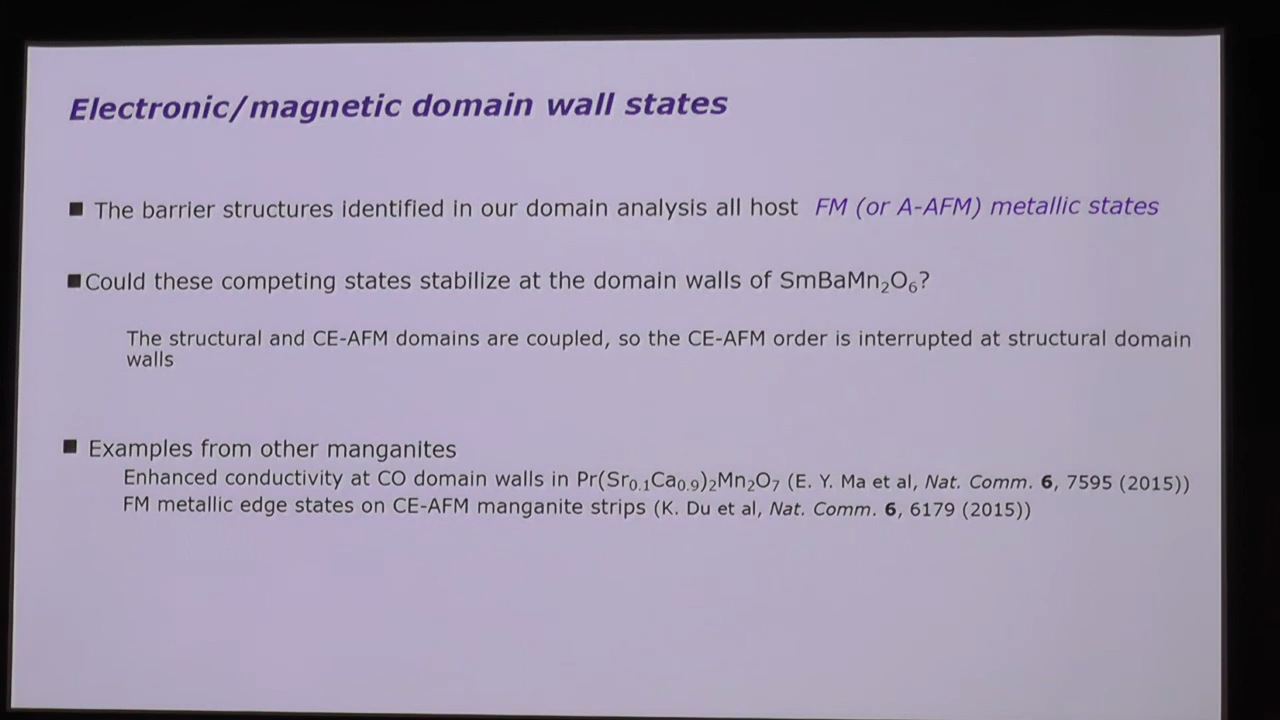 Electronic/magnetic domain wall states
■ The barrier structures identified in our domain analysis all host FM (or A-AFM) metallic states
■ Could these competing states stabilize at the domain walls of SmBaMn₂O₆?
The structural and CE-AFM domains are coupled, so the CE-AFM order is interrupted at structural domain
walls
■ Examples from other manganites
Enhanced conductivity at CO domain walls in Pr(Sr₀.₁Ca₀.₉)₂Mn₂O₇ (E. Y. Ma et al, Nat. Comm. 6, 7595 (2015))
FM metallic edge states on CE-AFM manganite strips (K. Du et al, Nat. Comm. 6, 6179 (2015))